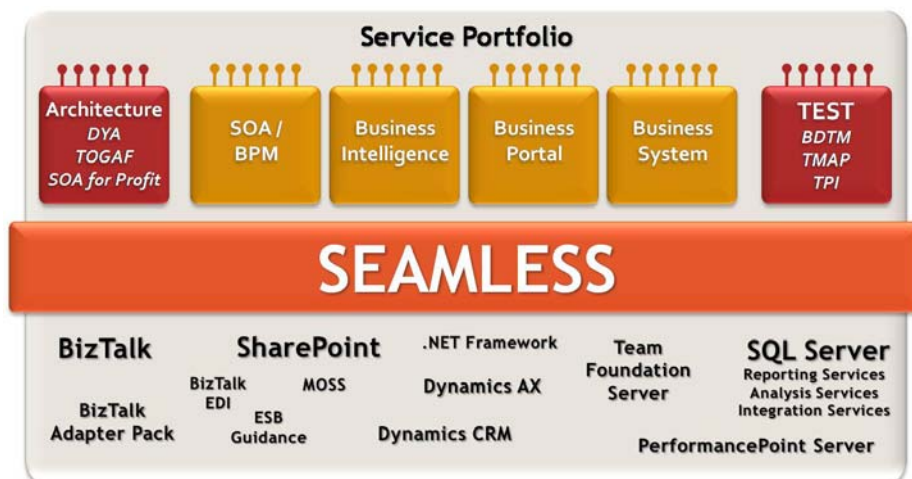 Service Portfolio
Architecture
DYA
TOGAF
SOA for Profit
SOA /
BPM
Business
Intelligence
Business
Portal
Business
System
TEST
BDTM
TMAP
TPI
SEAMLESS
BizTalk
SharePoint
.NET Framework
Team
Foundation
Server
SQL Server
Reporting Services
Analysis Services
Integration Services
BizTalk
EDI
MOSS
Dynamics AX
BizTalk
Adapter Pack
ESB
Guidance
Dynamics CRM
PerformancePoint Server